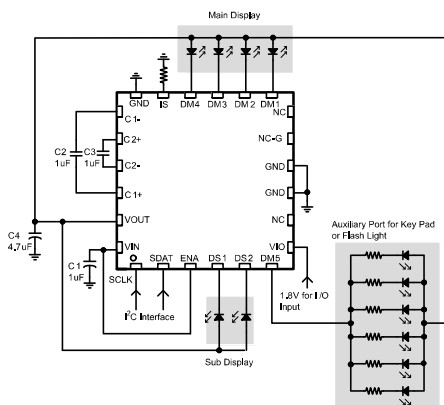 Main Display
GND
IS
DM4
DM3
DM2
DM1
C1-
NC
C2+
NC-G
C2
1uF
C3
1uF
C2-
GND
C1+
GND
VOUT
NC
C4
4.7uF
VIN
VIO
C1
1uF
SCLK
SDAT
ENA
DS1
DS2
DM5
I²C Interface
1.8V for I/O
Input
Sub Display
Auxiliary Port for Key Pad
or Flash Light